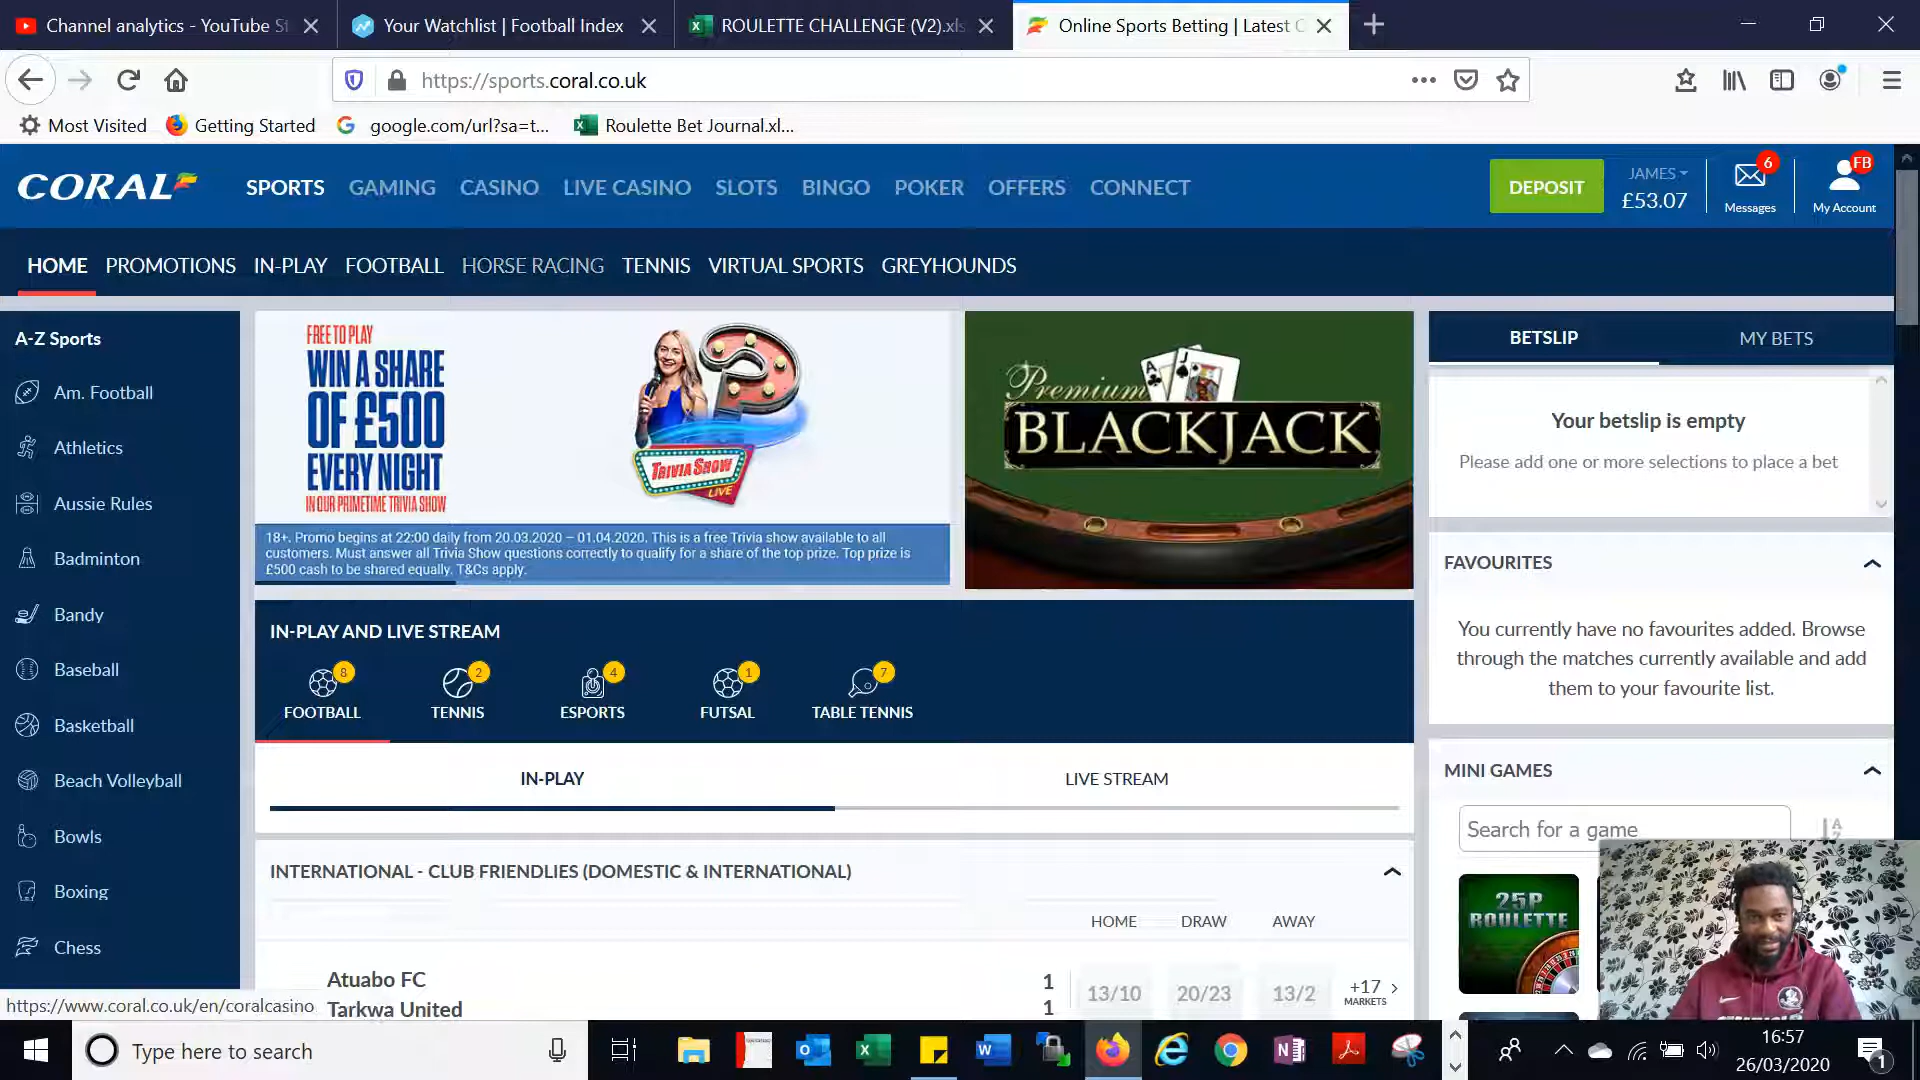 Channel analytics - YouTube St
Your Watchlist | Football Index
ROULETTE CHALLENGE (V2).xls
Online Sports Betting | Latest O
https://sports.coral.co.uk
Most Visited
Getting Started
google.com/url?sa=t...
Roulette Bet Journal.xl...
CORAL
SPORTS GAMING CASINO LIVE CASINO SLOTS BINGO POKER OFFERS CONNECT
DEPOSIT
JAMES
£53.07
6
Messages
FB
My Account
HOME PROMOTIONS IN-PLAY FOOTBALL HORSE RACING TENNIS VIRTUAL SPORTS GREYHOUNDS
A-Z Sports
Am. Football
Athletics
Aussie Rules
Badminton
Bandy
Baseball
Basketball
Beach Volleyball
Bowls
Boxing
Chess
https://www.coral.co.uk/en/coralcasino
FREE TO PLAY
WIN A SHARE
OF £500
EVERY NIGHT
IN OUR PRIMETIME TRIVIA SHOW
TRIVIA SHOW
LIVE
18+. Promo begins at 22:00 daily from 20.03.2020 – 01.04.2020. This is a free Trivia show available to all
customers. Must answer all Trivia Show questions correctly to qualify for a share of the top prize. Top prize is
£500 cash to be shared equally. T&Cs apply.
A J
Premium
BLACKJACK
IN-PLAY AND LIVE STREAM
8 2 4 1 7
FOOTBALL TENNIS ESPORTS FUTSAL TABLE TENNIS
IN-PLAY LIVE STREAM
INTERNATIONAL - CLUB FRIENDLIES (DOMESTIC & INTERNATIONAL)
HOME DRAW AWAY
Atuabo FC 1
Tarkwa United 1
13/10 20/23 13/2
+17
MARKETS
BETSLIP MY BETS
Your betslip is empty
Please add one or more selections to place a bet
FAVOURITES
You currently have no favourites added. Browse
through the matches currently available and add
them to your favourite list.
MINI GAMES
Search for a game
A
Z
25P
ROULETTE
Type here to search
16:57
26/03/2020
1